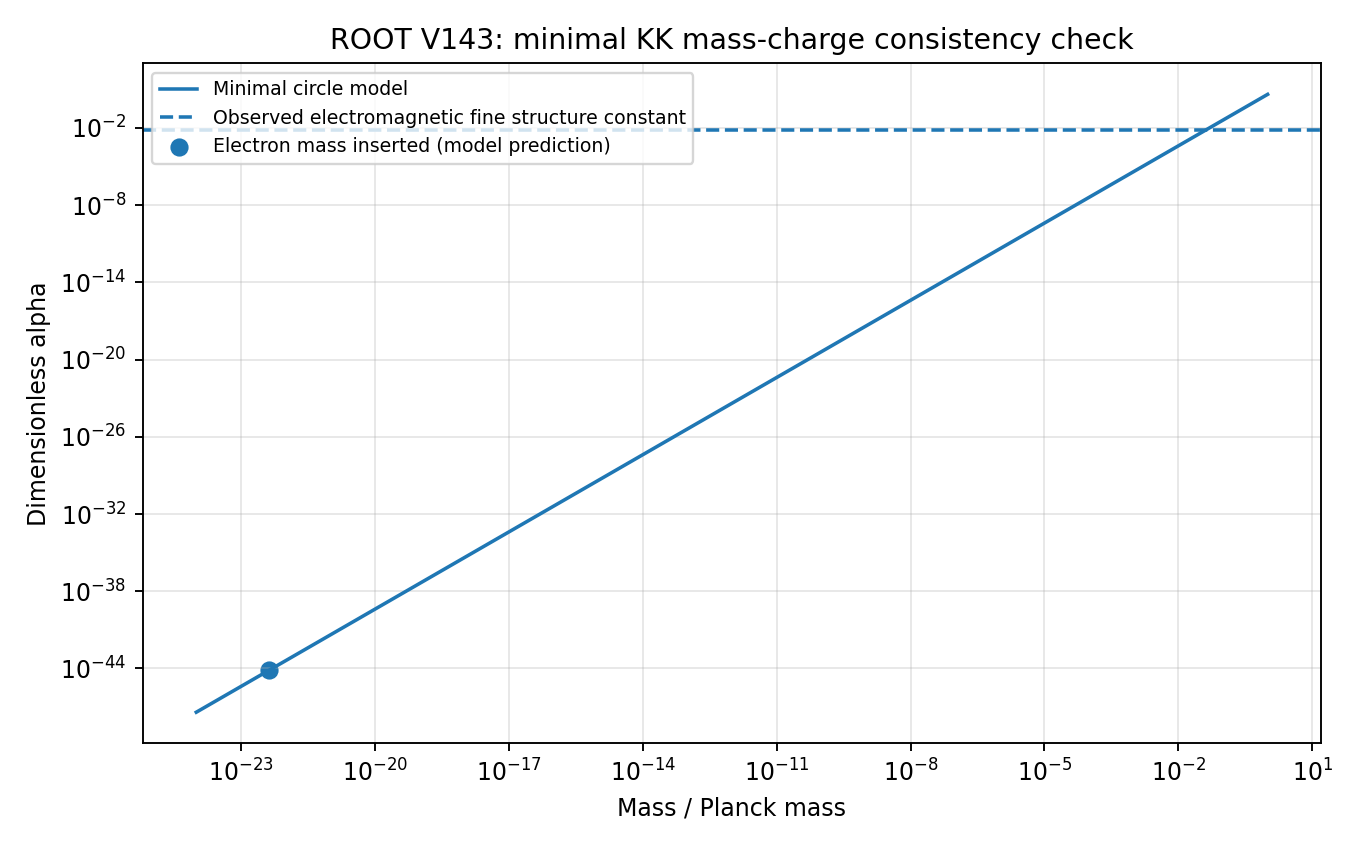 ROOT V143: minimal KK mass-charge consistency check
Minimal circle model
Observed electromagnetic fine structure constant
Electron mass inserted (model prediction)
Dimensionless alpha
10⁻²
10⁻⁸
10⁻¹⁴
10⁻²⁰
10⁻²⁶
10⁻³²
10⁻³⁸
10⁻⁴⁴
10⁻²³ 10⁻²⁰ 10⁻¹⁷ 10⁻¹⁴ 10⁻¹¹ 10⁻⁸ 10⁻⁵ 10⁻² 10¹
Mass / Planck mass